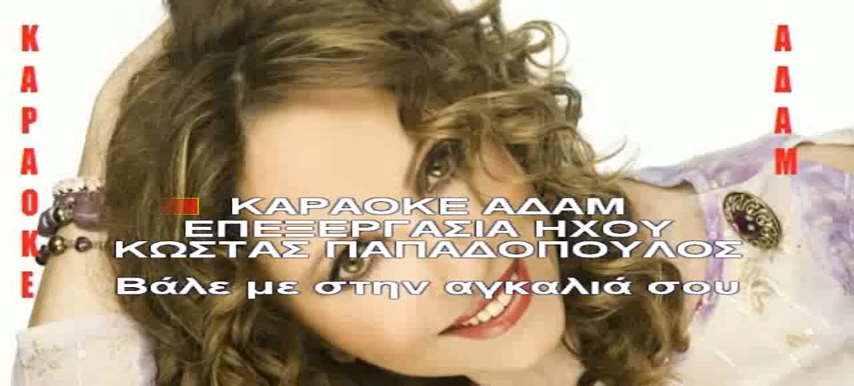 ΚΑΡΑΟΚΕ
ΑΔΑΜ
ΚΑΡΑΟΚΕ ΑΔΑΜ
ΕΠΕΞΕΡΓΑΣΙΑ ΗΧΟΥ
ΚΩΣΤΑΣ ΠΑΠΑΔΟΠΟΥΛΟΣ
Βάλε με στην αγκαλιά σου